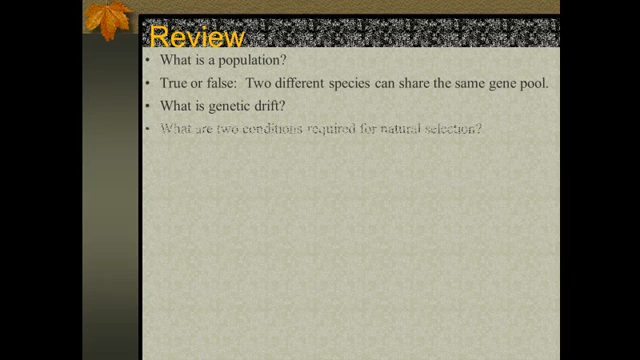 Review
• What is a population?
• True or false:  Two different species can share the same gene pool.
• What is genetic drift?
• What are two conditions required for natural selection?